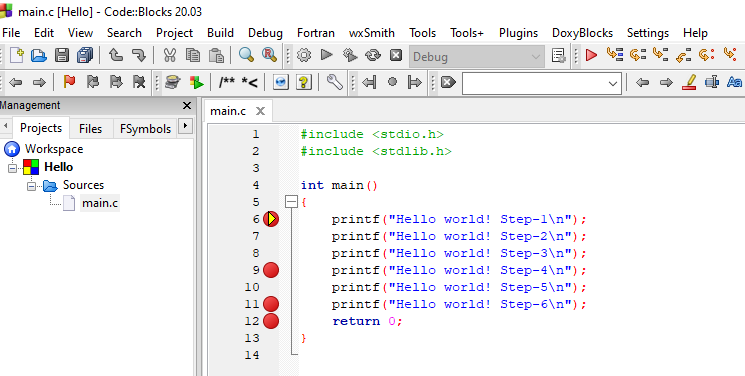 main.c [Hello] - Code::Blocks 20.03
File Edit View Search Project Build Debug Fortran wxSmith Tools Tools+ Plugins DoxyBlocks Settings Help
Debug
/** *<
Aa
Management
Projects Files FSymbols
Workspace
Hello
Sources
main.c
main.c
1 #include <stdio.h>
2 #include <stdlib.h>
3
4 int main()
5 {
6 printf("Hello world! Step-1\n");
7 printf("Hello world! Step-2\n");
8 printf("Hello world! Step-3\n");
9 printf("Hello world! Step-4\n");
10 printf("Hello world! Step-5\n");
11 printf("Hello world! Step-6\n");
12 return 0;
13 }
14